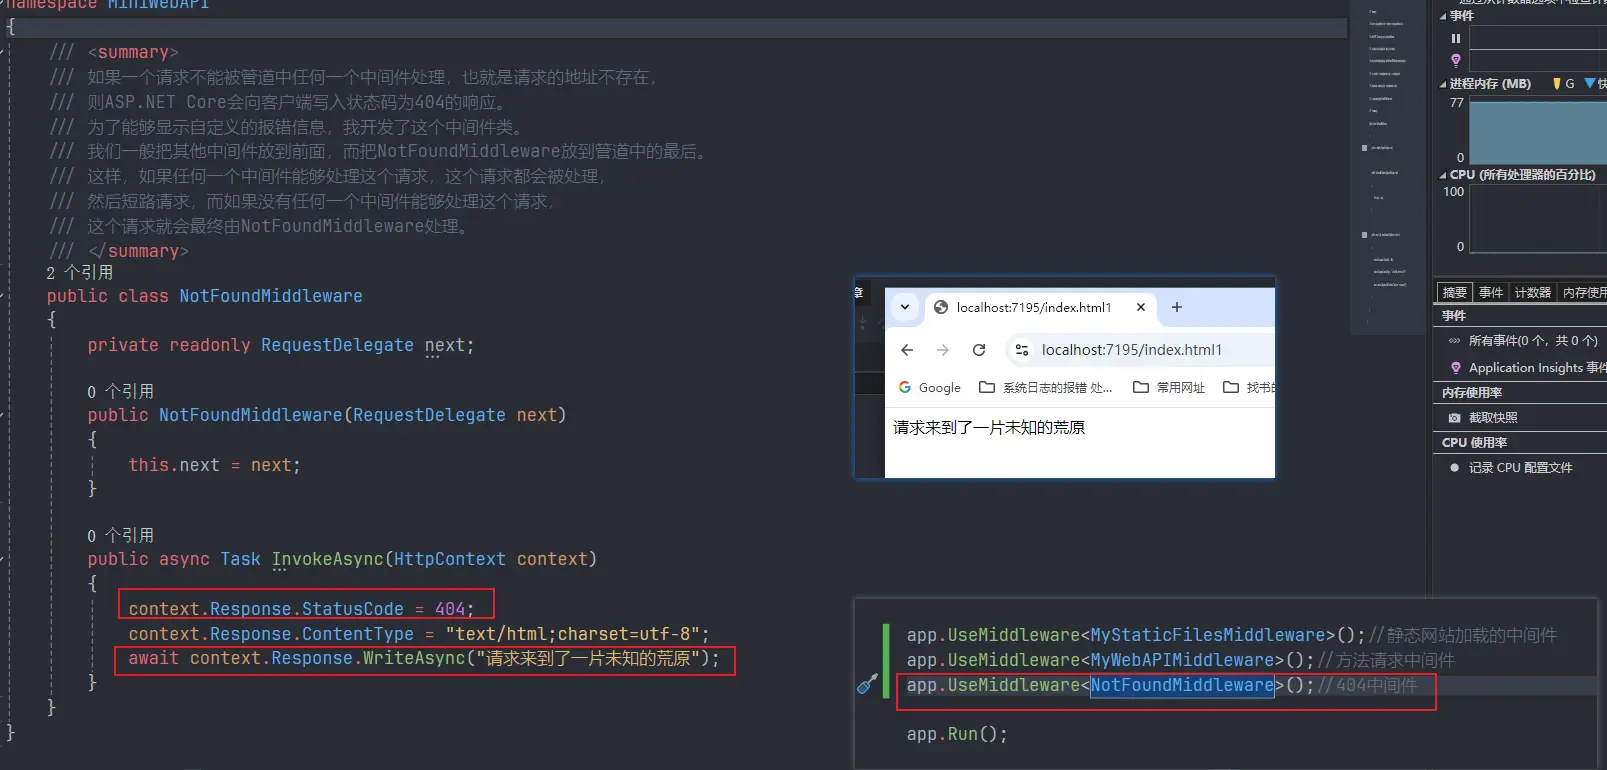 namespace MiniWebAPI
{
/// <summary>
/// 如果一个请求不能被管道中任何一个中间件处理，也就是请求的地址不存在，
/// 则ASP.NET Core会向客户端写入状态码为404的响应。
/// 为了能够显示自定义的报错信息，我开发了这个中间件类。
/// 我们一般把其他中间件放到前面，而把NotFoundMiddleware放到管道中的最后。
/// 这样，如果任何一个中间件能够处理这个请求，这个请求都会被处理，
/// 然后短路请求，而如果没有任何一个中间件能够处理这个请求，
/// 这个请求就会最终由NotFoundMiddleware处理。
/// </summary>
2 个引用
public class NotFoundMiddleware
{
private readonly RequestDelegate next;
0 个引用
public NotFoundMiddleware(RequestDelegate next)
{
this.next = next;
}
0 个引用
public async Task InvokeAsync(HttpContext context)
{
context.Response.StatusCode = 404;
context.Response.ContentType = "text/html;charset=utf-8";
await context.Response.WriteAsync("请求来到了一片未知的荒原");
}
}
}
章
localhost:7195/index.html1
localhost:7195/index.html1
Google 系统日志的报错 处... 常用网址 找书的
请求来到了一片未知的荒原
app.UseMiddleware<MyStaticFilesMiddleware>();//静态网站加载的中间件
app.UseMiddleware<MyWebAPIMiddleware>();//方法请求中间件
app.UseMiddleware<NotFoundMiddleware>();//404中间件
app.Run();
事件
进程内存 (MB) G 快
77
0
CPU (所有处理器的百分比)
100
0
摘要 事件 计数器 内存使用
事件
所有事件(0 个，共 0 个)
Application Insights 事件
内存使用率
截取快照
CPU 使用率
记录 CPU 配置文件